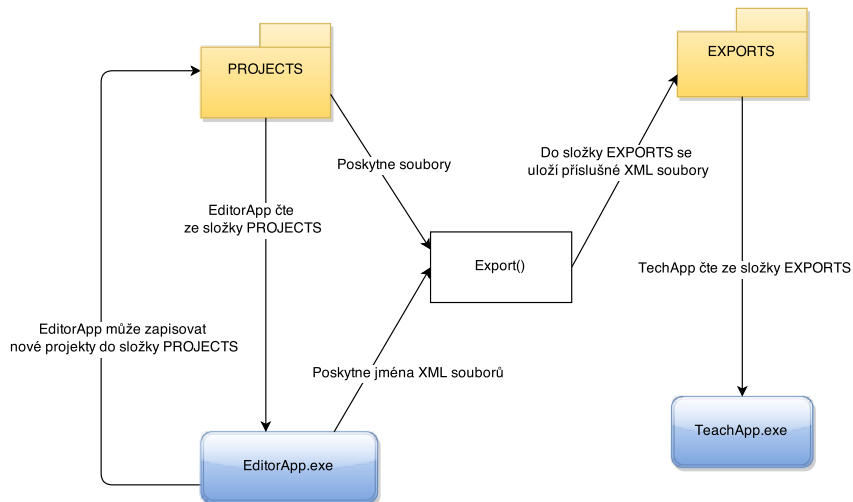 PROJECTS
EXPORTS
Poskytne soubory
Do složky EXPORTS se
uloží příslušné XML soubory
EditorApp čte
ze složky PROJECTS
Export()
TechApp čte ze složky EXPORTS
EditorApp může zapisovat
nové projekty do složky PROJECTS
Poskytne jména XML souborů
TeachApp.exe
EditorApp.exe